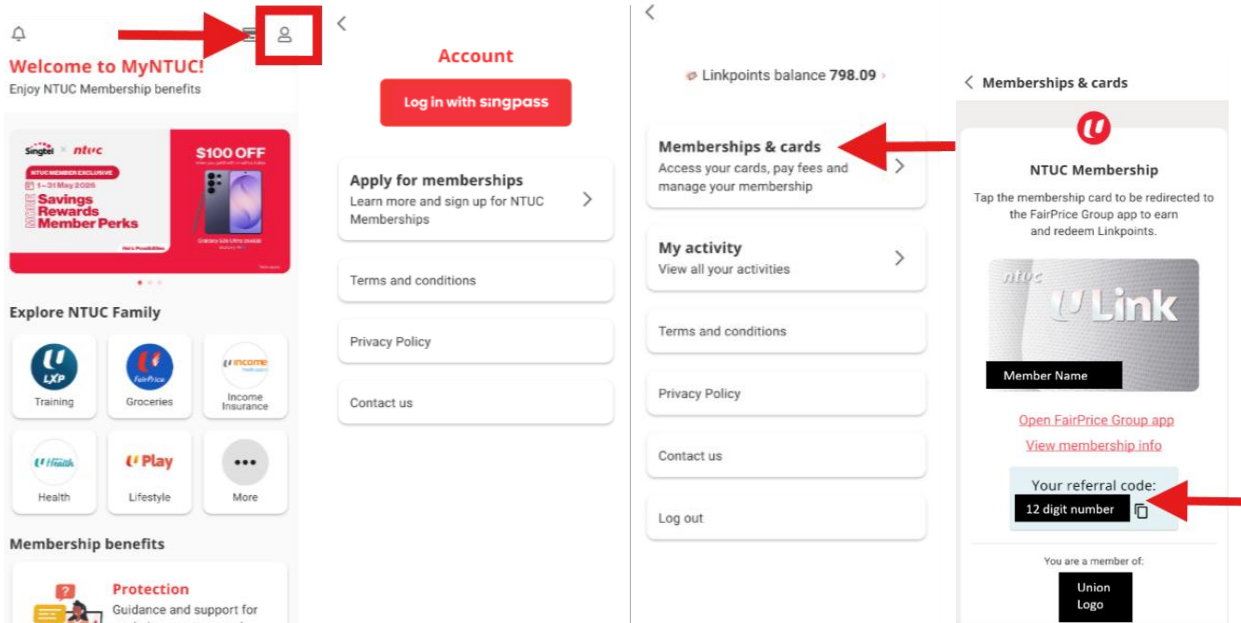 Welcome to MyNTUC!
Enjoy NTUC Membership benefits
Singtel × ntuc
NTUC MEMBER EXCLUSIVE
1 – 31 May 2026
MORE
Savings
Rewards
Member Perks
$100 OFF
Hero Possibilities
Explore NTUC Family
LXP
Training
FairPrice
Groceries
income
Income
Insurance
Health
Health
Play
Lifestyle
More
Membership benefits
Protection
Guidance and support for
Account
Log in with singpass
Apply for memberships
Learn more and sign up for NTUC
Memberships
Terms and conditions
Privacy Policy
Contact us
Linkpoints balance 798.09
Memberships & cards
Access your cards, pay fees and
manage your membership
My activity
View all your activities
Terms and conditions
Privacy Policy
Contact us
Log out
Memberships & cards
NTUC Membership
Tap the membership card to be redirected to
the FairPrice Group app to earn
and redeem Linkpoints.
ntuc
Link
Member Name
Open FairPrice Group app
View membership info
Your referral code:
12 digit number
You are a member of:
Union
Logo